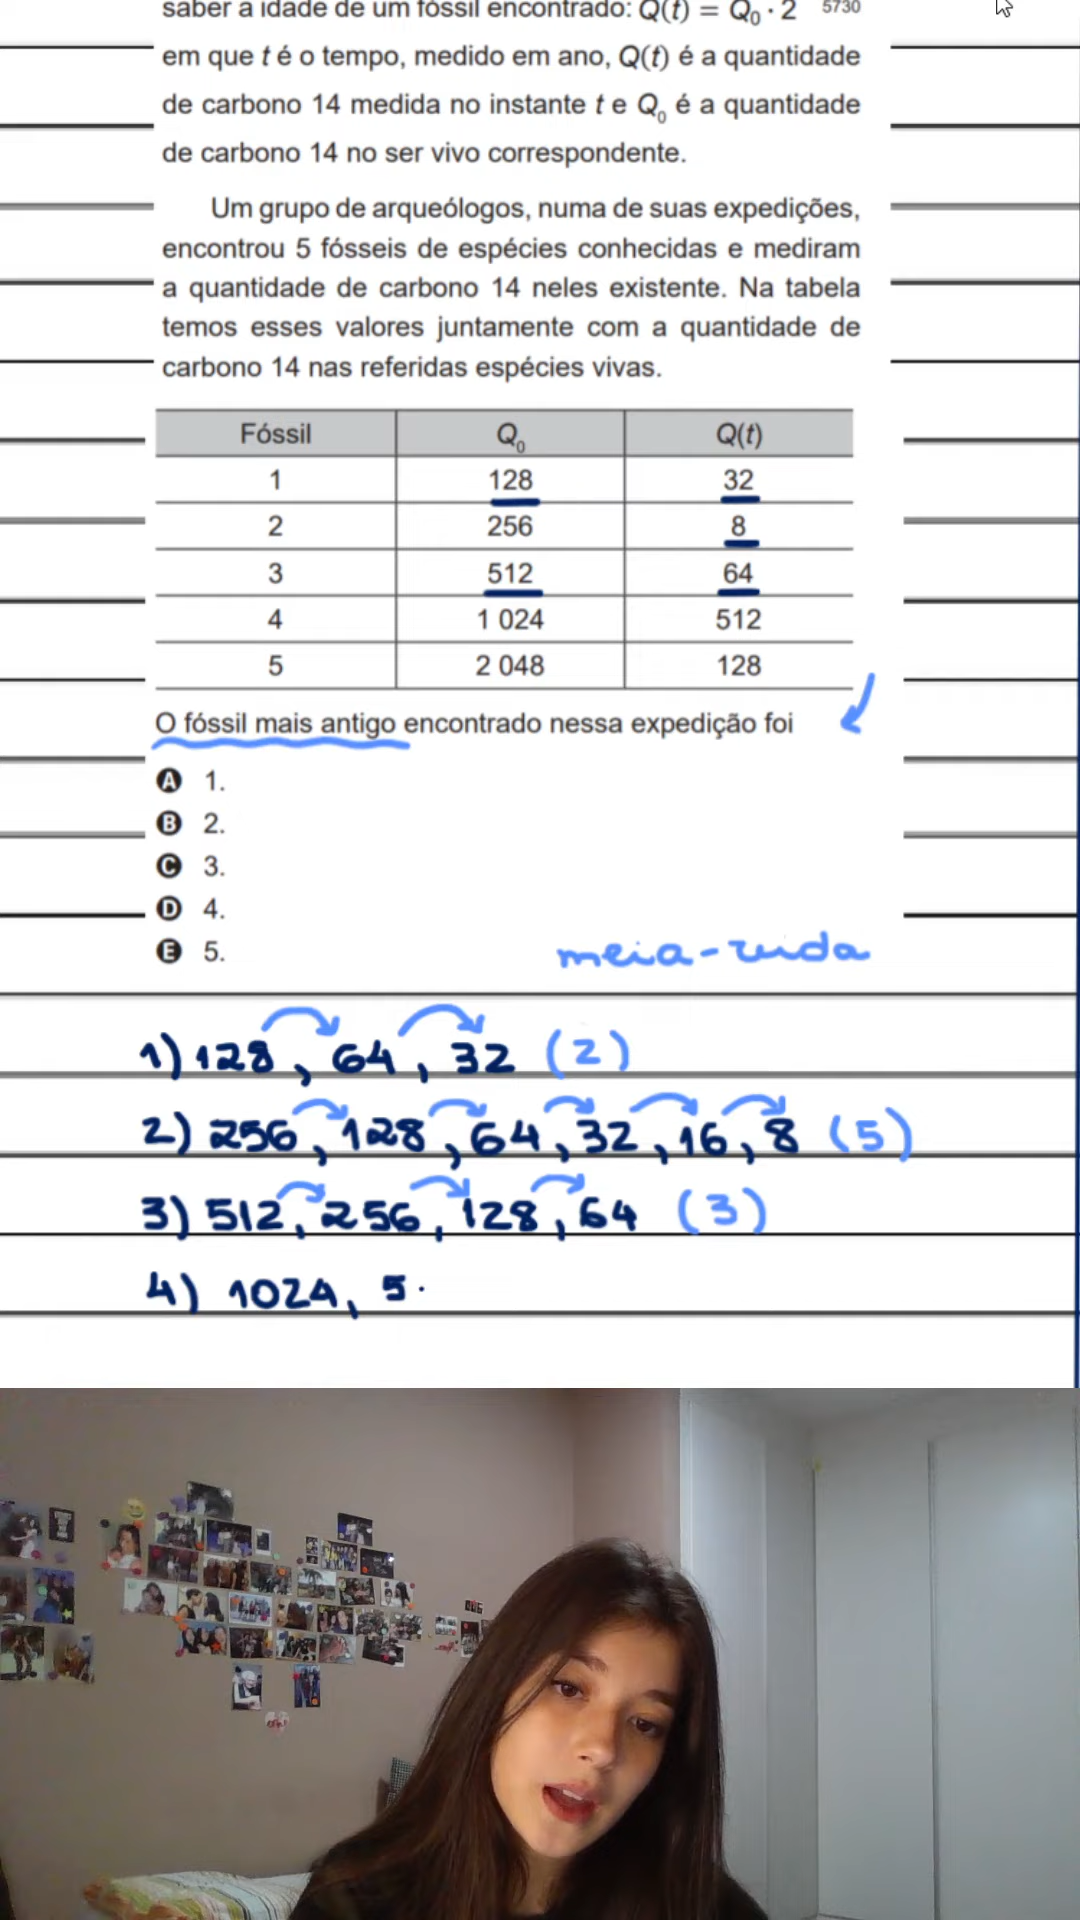 saber a idade de um fóssil encontrado: Q(t) = Q₀ · 2 5730
em que t é o tempo, medido em ano, Q(t) é a quantidade
de carbono 14 medida no instante t e Q₀ é a quantidade
de carbono 14 no ser vivo correspondente.
Um grupo de arqueólogos, numa de suas expedições,
encontrou 5 fósseis de espécies conhecidas e mediram
a quantidade de carbono 14 neles existente. Na tabela
temos esses valores juntamente com a quantidade de
carbono 14 nas referidas espécies vivas.
Fóssil Q₀ Q(t)
1 128 32
2 256 8
3 512 64
4 1 024 512
5 2 048 128
O fóssil mais antigo encontrado nessa expedição foi
A 1.
B 2.
C 3.
D 4.
E 5.
meia-vida
1) 128, 64, 32 (2)
2) 256, 128, 64, 32, 16, 8 (5)
3) 512, 256, 128, 64 (3)
4) 1024, 5